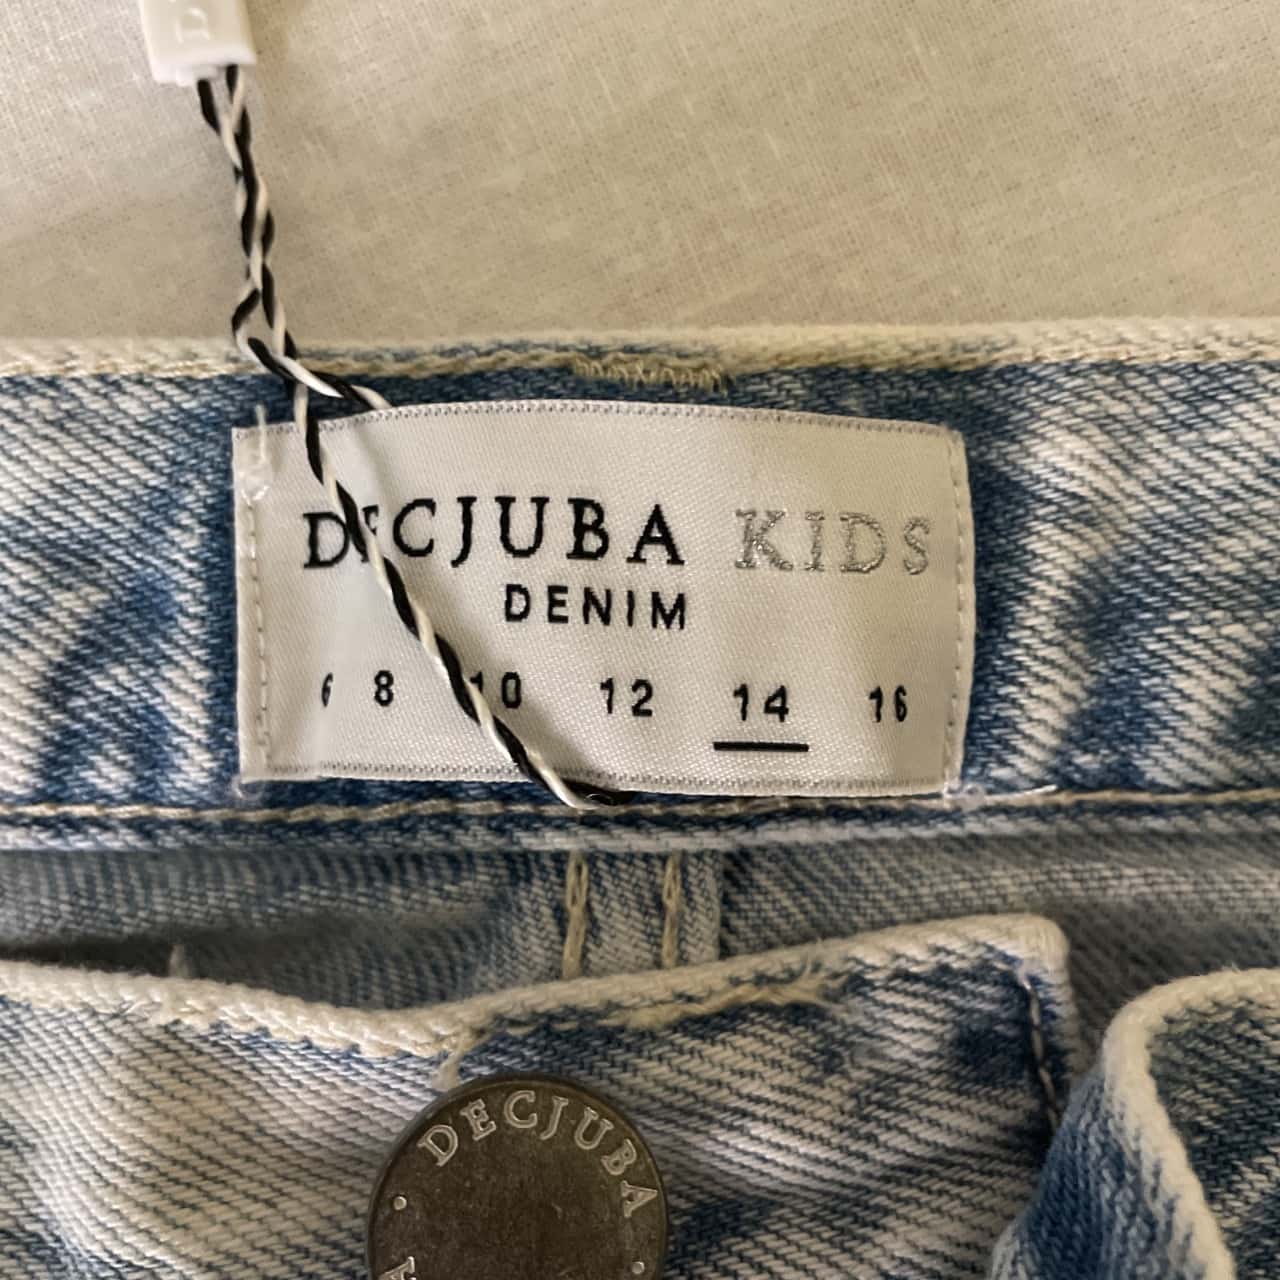 DECJUBA KIDS
DENIM
6 8 10 12 14 16
DECJUBA